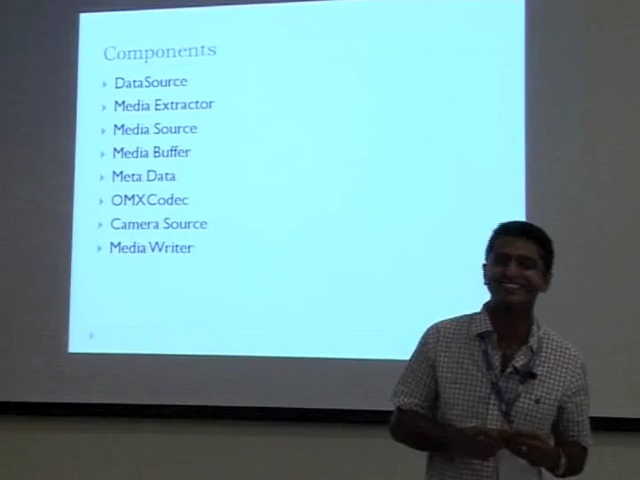 Components
DataSource
Media Extractor
Media Source
Media Buffer
Meta Data
OMXCodec
Camera Source
Media Writer